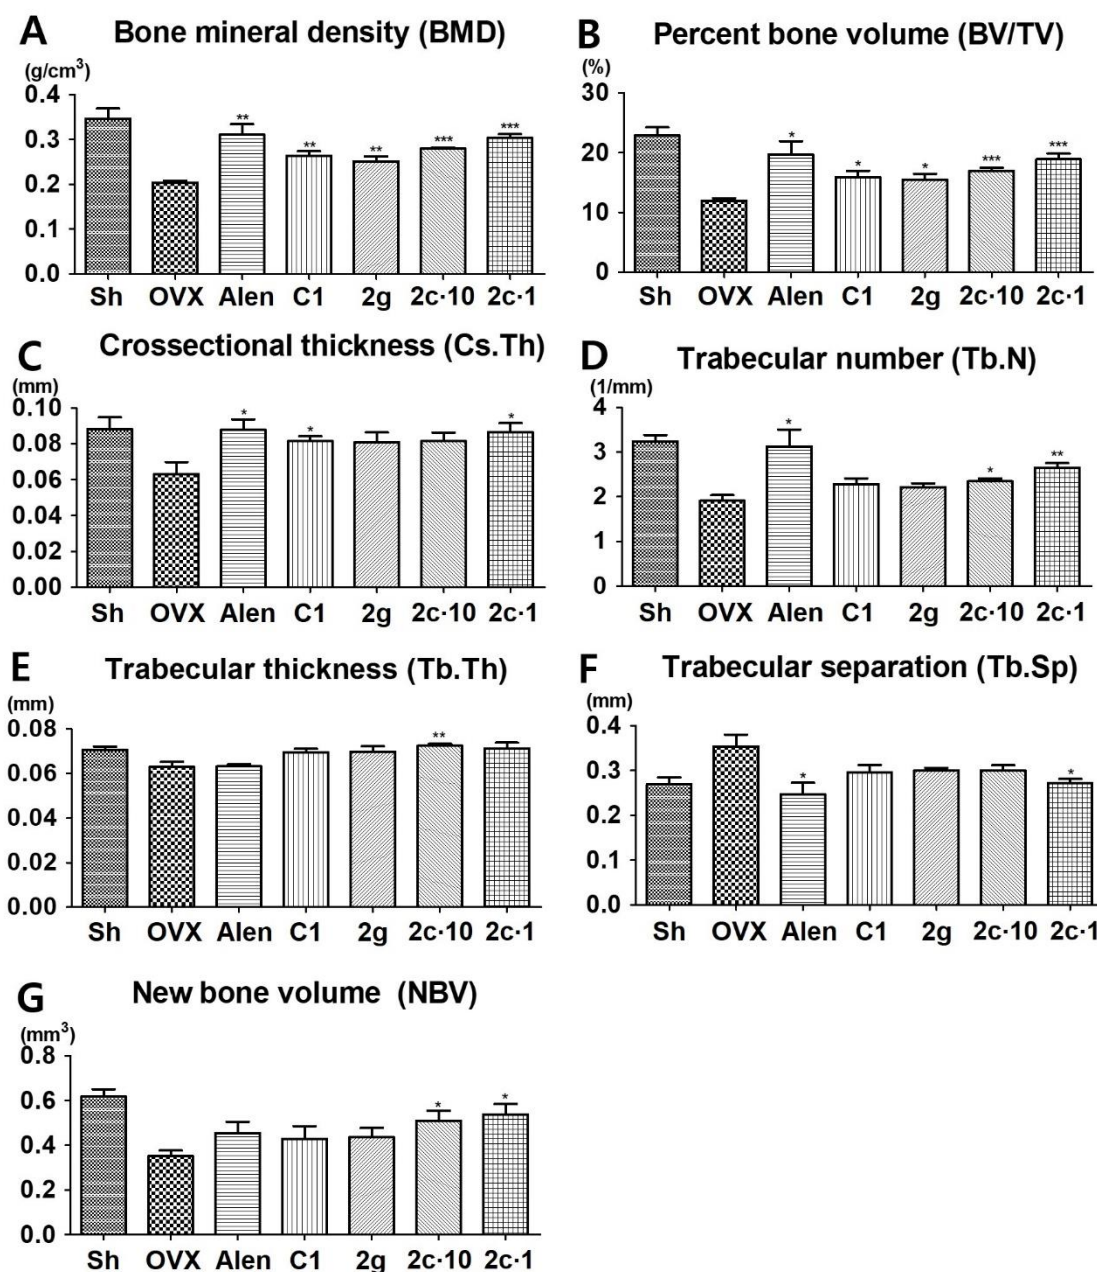 A Bone mineral density (BMD)
(g/cm³)
0.4
** ** ** *** ***
0.3
0.2
0.1
0.0
Sh OVX Alen C1 2g 2c·10 2c·1
B Percent bone volume (BV/TV)
(%)
30
* * * *** ***
20
10
0
Sh OVX Alen C1 2g 2c·10 2c·1
C Crossectional thickness (Cs.Th)
(mm)
0.10
* * *
0.08
0.06
0.04
0.02
0.00
Sh OVX Alen C1 2g 2c·10 2c·1
D Trabecular number (Tb.N)
(1/mm)
4
* * **
3
2
1
0
Sh OVX Alen C1 2g 2c·10 2c·1
E Trabecular thickness (Tb.Th)
(mm)
0.08
**
0.06
0.04
0.02
0.00
Sh OVX Alen C1 2g 2c·10 2c·1
F Trabecular separation (Tb.Sp)
(mm)
0.4
* *
0.3
0.2
0.1
0.0
Sh OVX Alen C1 2g 2c·10 2c·1
G New bone volume (NBV)
(mm³)
0.8
* *
0.6
0.4
0.2
0.0
Sh OVX Alen C1 2g 2c·10 2c·1